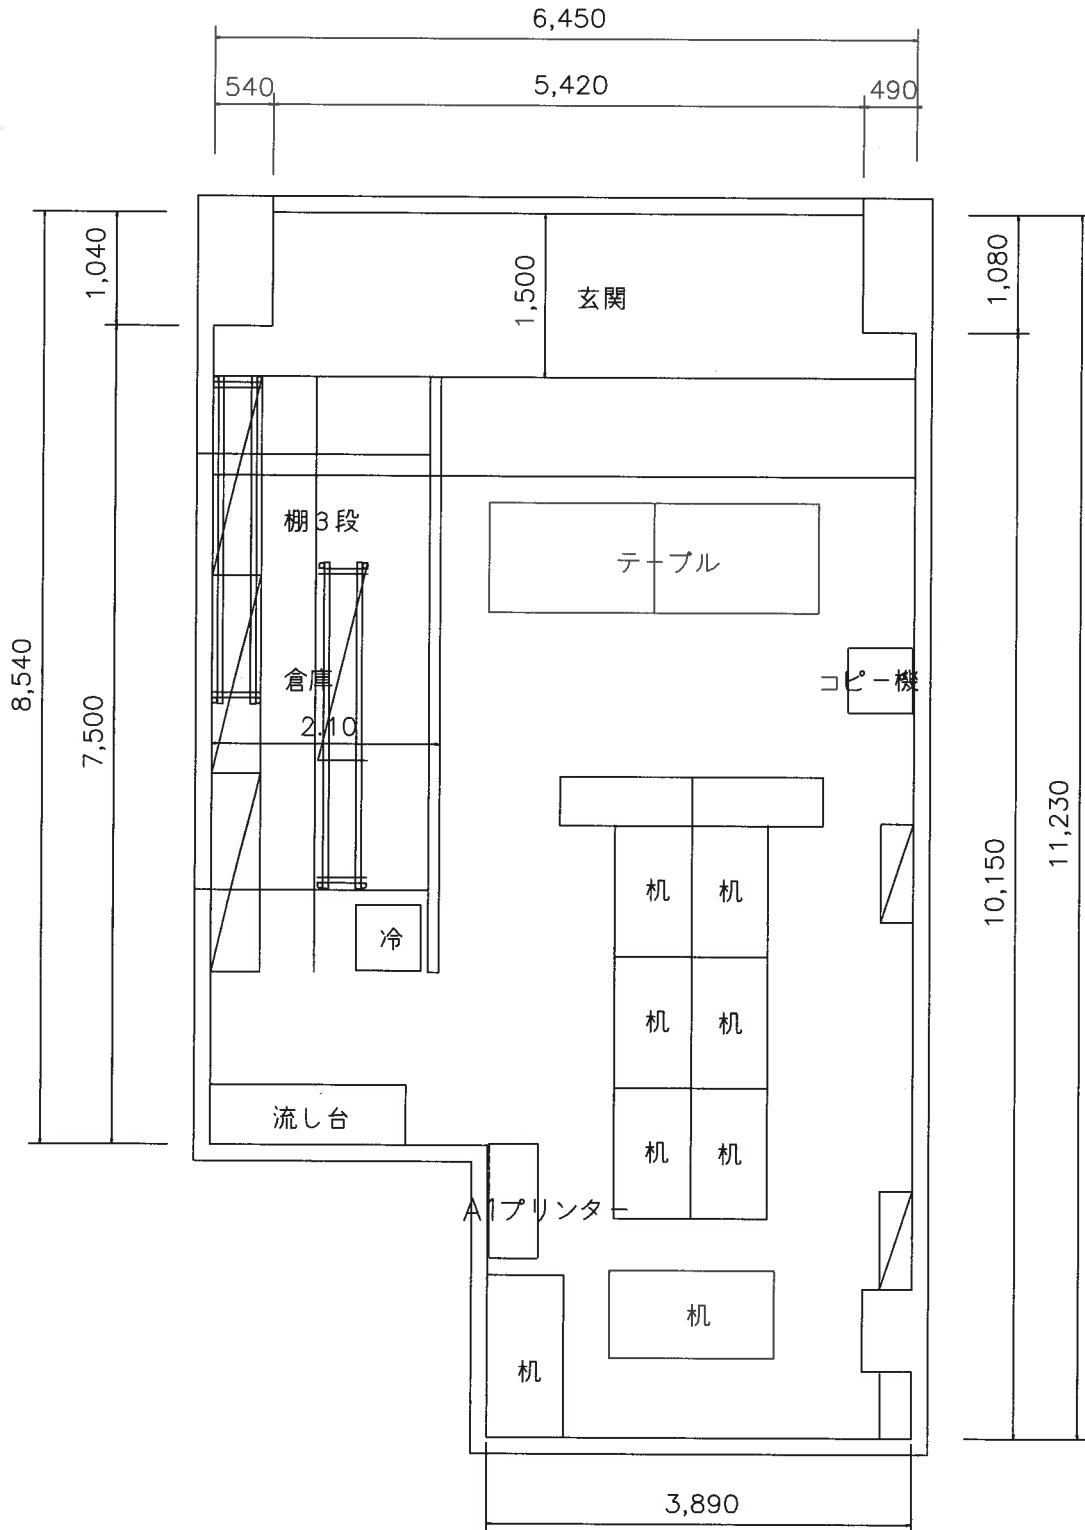 6,450
540
5,420
490
1,040
1,500
玄関
1,080
棚3段
テーブル
8,540
7,500
倉庫
コピー機
2.10
11,230
10,150
机
机
冷
机
机
流し台
机
机
A1プリンター
机
机
3,890